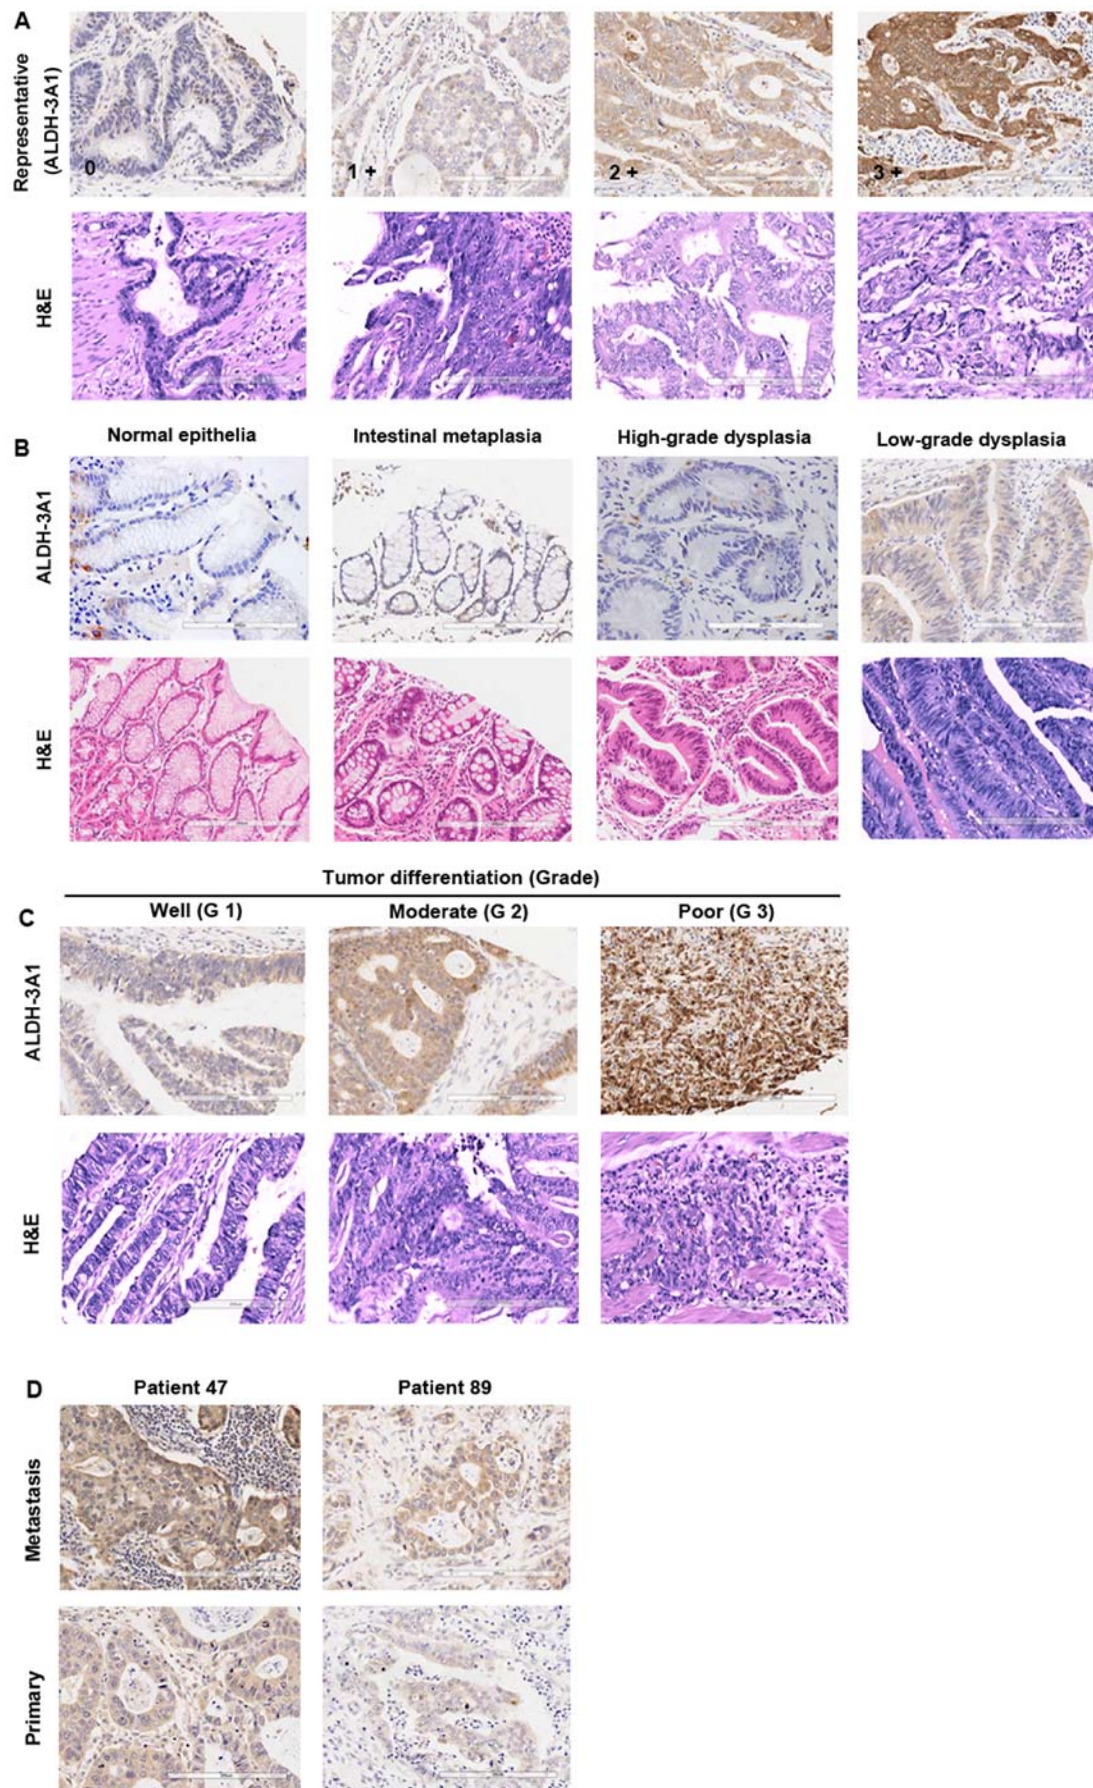 A
Representative
(ALDH-3A1)
0
1 +
2 +
3 +
H&E
B
Normal epithelia
Intestinal metaplasia
High-grade dysplasia
Low-grade dysplasia
ALDH-3A1
H&E
Tumor differentiation (Grade)
C
Well (G 1)
Moderate (G 2)
Poor (G 3)
ALDH-3A1
H&E
D
Patient 47
Patient 89
Metastasis
Primary